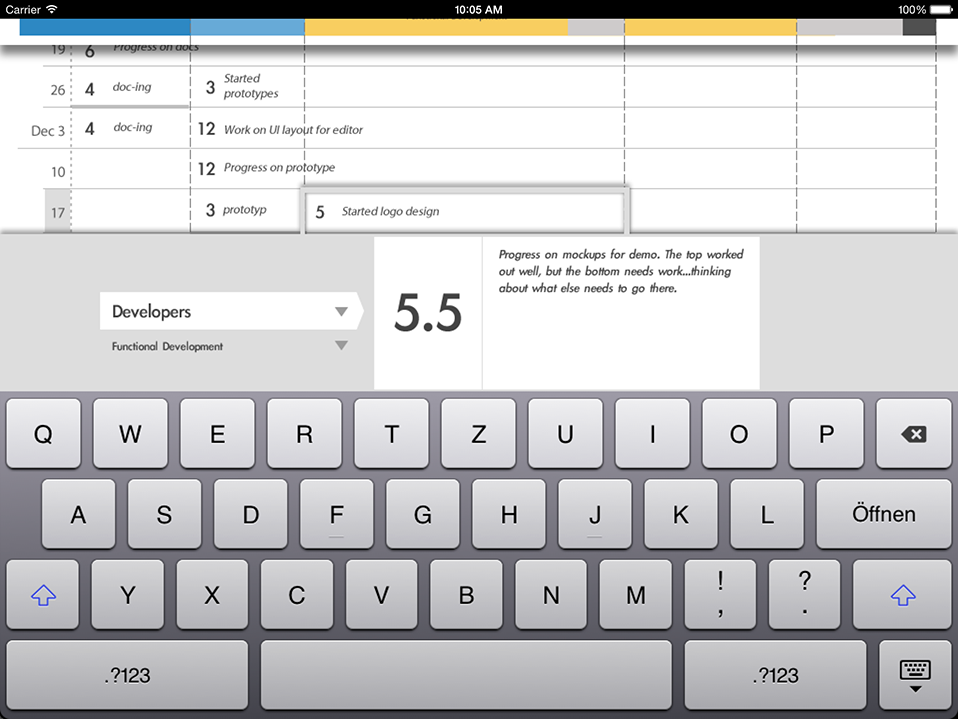 Carrier 10:05 AM 100%
19 6 Progress on docs
26 4 doc-ing 3 Started
prototypes
Dec 3 4 doc-ing 12 Work on UI layout for editor
10 12 Progress on prototype
17 3 prototyp 5 Started logo design
Progress on mockups for demo. The top worked
out well, but the bottom needs work...thinking
about what else needs to go there.
Developers
5.5
Functional Development
Q W E R T Z U I O P
A S D F G H J K L Öffnen
Y X C V B N M ! , ? .
.?123 .?123